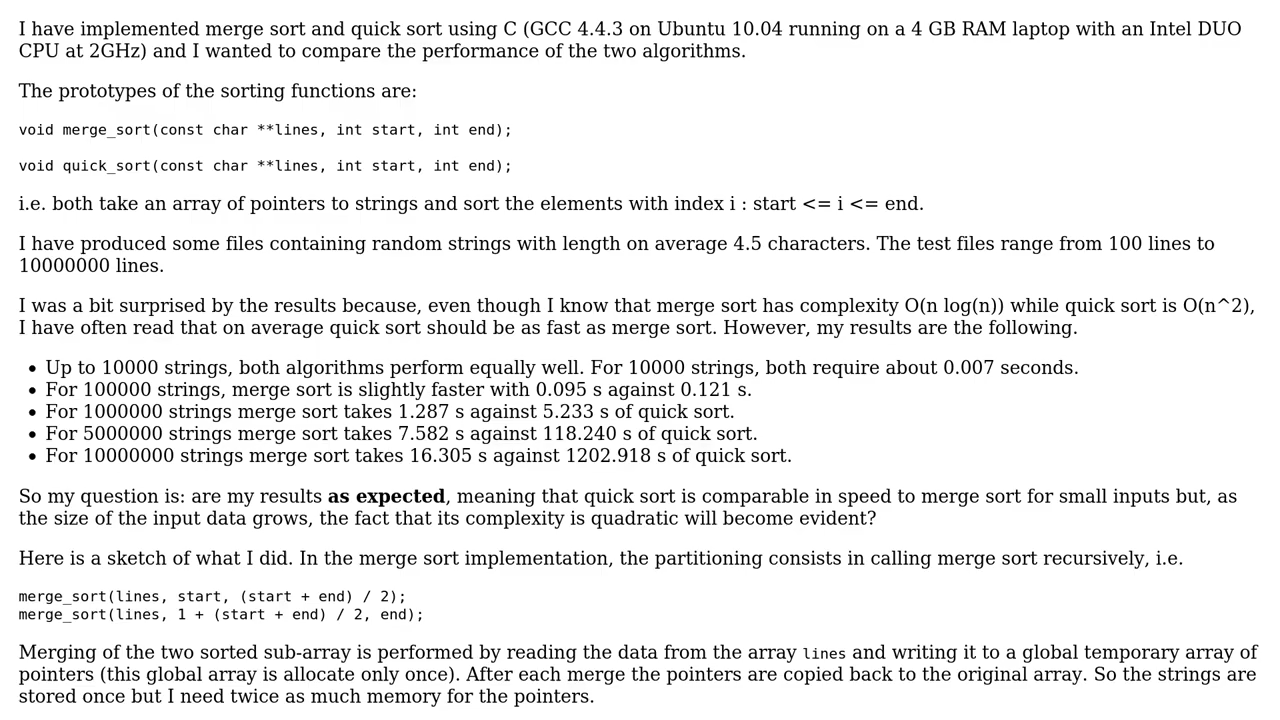 I have implemented merge sort and quick sort using C (GCC 4.4.3 on Ubuntu 10.04 running on a 4 GB RAM laptop with an Intel DUO
CPU at 2GHz) and I wanted to compare the performance of the two algorithms.
The prototypes of the sorting functions are:
void merge_sort(const char **lines, int start, int end);
void quick_sort(const char **lines, int start, int end);
i.e. both take an array of pointers to strings and sort the elements with index i : start <= i <= end.
I have produced some files containing random strings with length on average 4.5 characters. The test files range from 100 lines to
10000000 lines.
I was a bit surprised by the results because, even though I know that merge sort has complexity O(n log(n)) while quick sort is O(n^2),
I have often read that on average quick sort should be as fast as merge sort. However, my results are the following.
• Up to 10000 strings, both algorithms perform equally well. For 10000 strings, both require about 0.007 seconds.
• For 100000 strings, merge sort is slightly faster with 0.095 s against 0.121 s.
• For 1000000 strings merge sort takes 1.287 s against 5.233 s of quick sort.
• For 5000000 strings merge sort takes 7.582 s against 118.240 s of quick sort.
• For 10000000 strings merge sort takes 16.305 s against 1202.918 s of quick sort.
So my question is: are my results as expected, meaning that quick sort is comparable in speed to merge sort for small inputs but, as
the size of the input data grows, the fact that its complexity is quadratic will become evident?
Here is a sketch of what I did. In the merge sort implementation, the partitioning consists in calling merge sort recursively, i.e.
merge_sort(lines, start, (start + end) / 2);
merge_sort(lines, 1 + (start + end) / 2, end);
Merging of the two sorted sub-array is performed by reading the data from the array lines and writing it to a global temporary array of
pointers (this global array is allocate only once). After each merge the pointers are copied back to the original array. So the strings are
stored once but I need twice as much memory for the pointers.